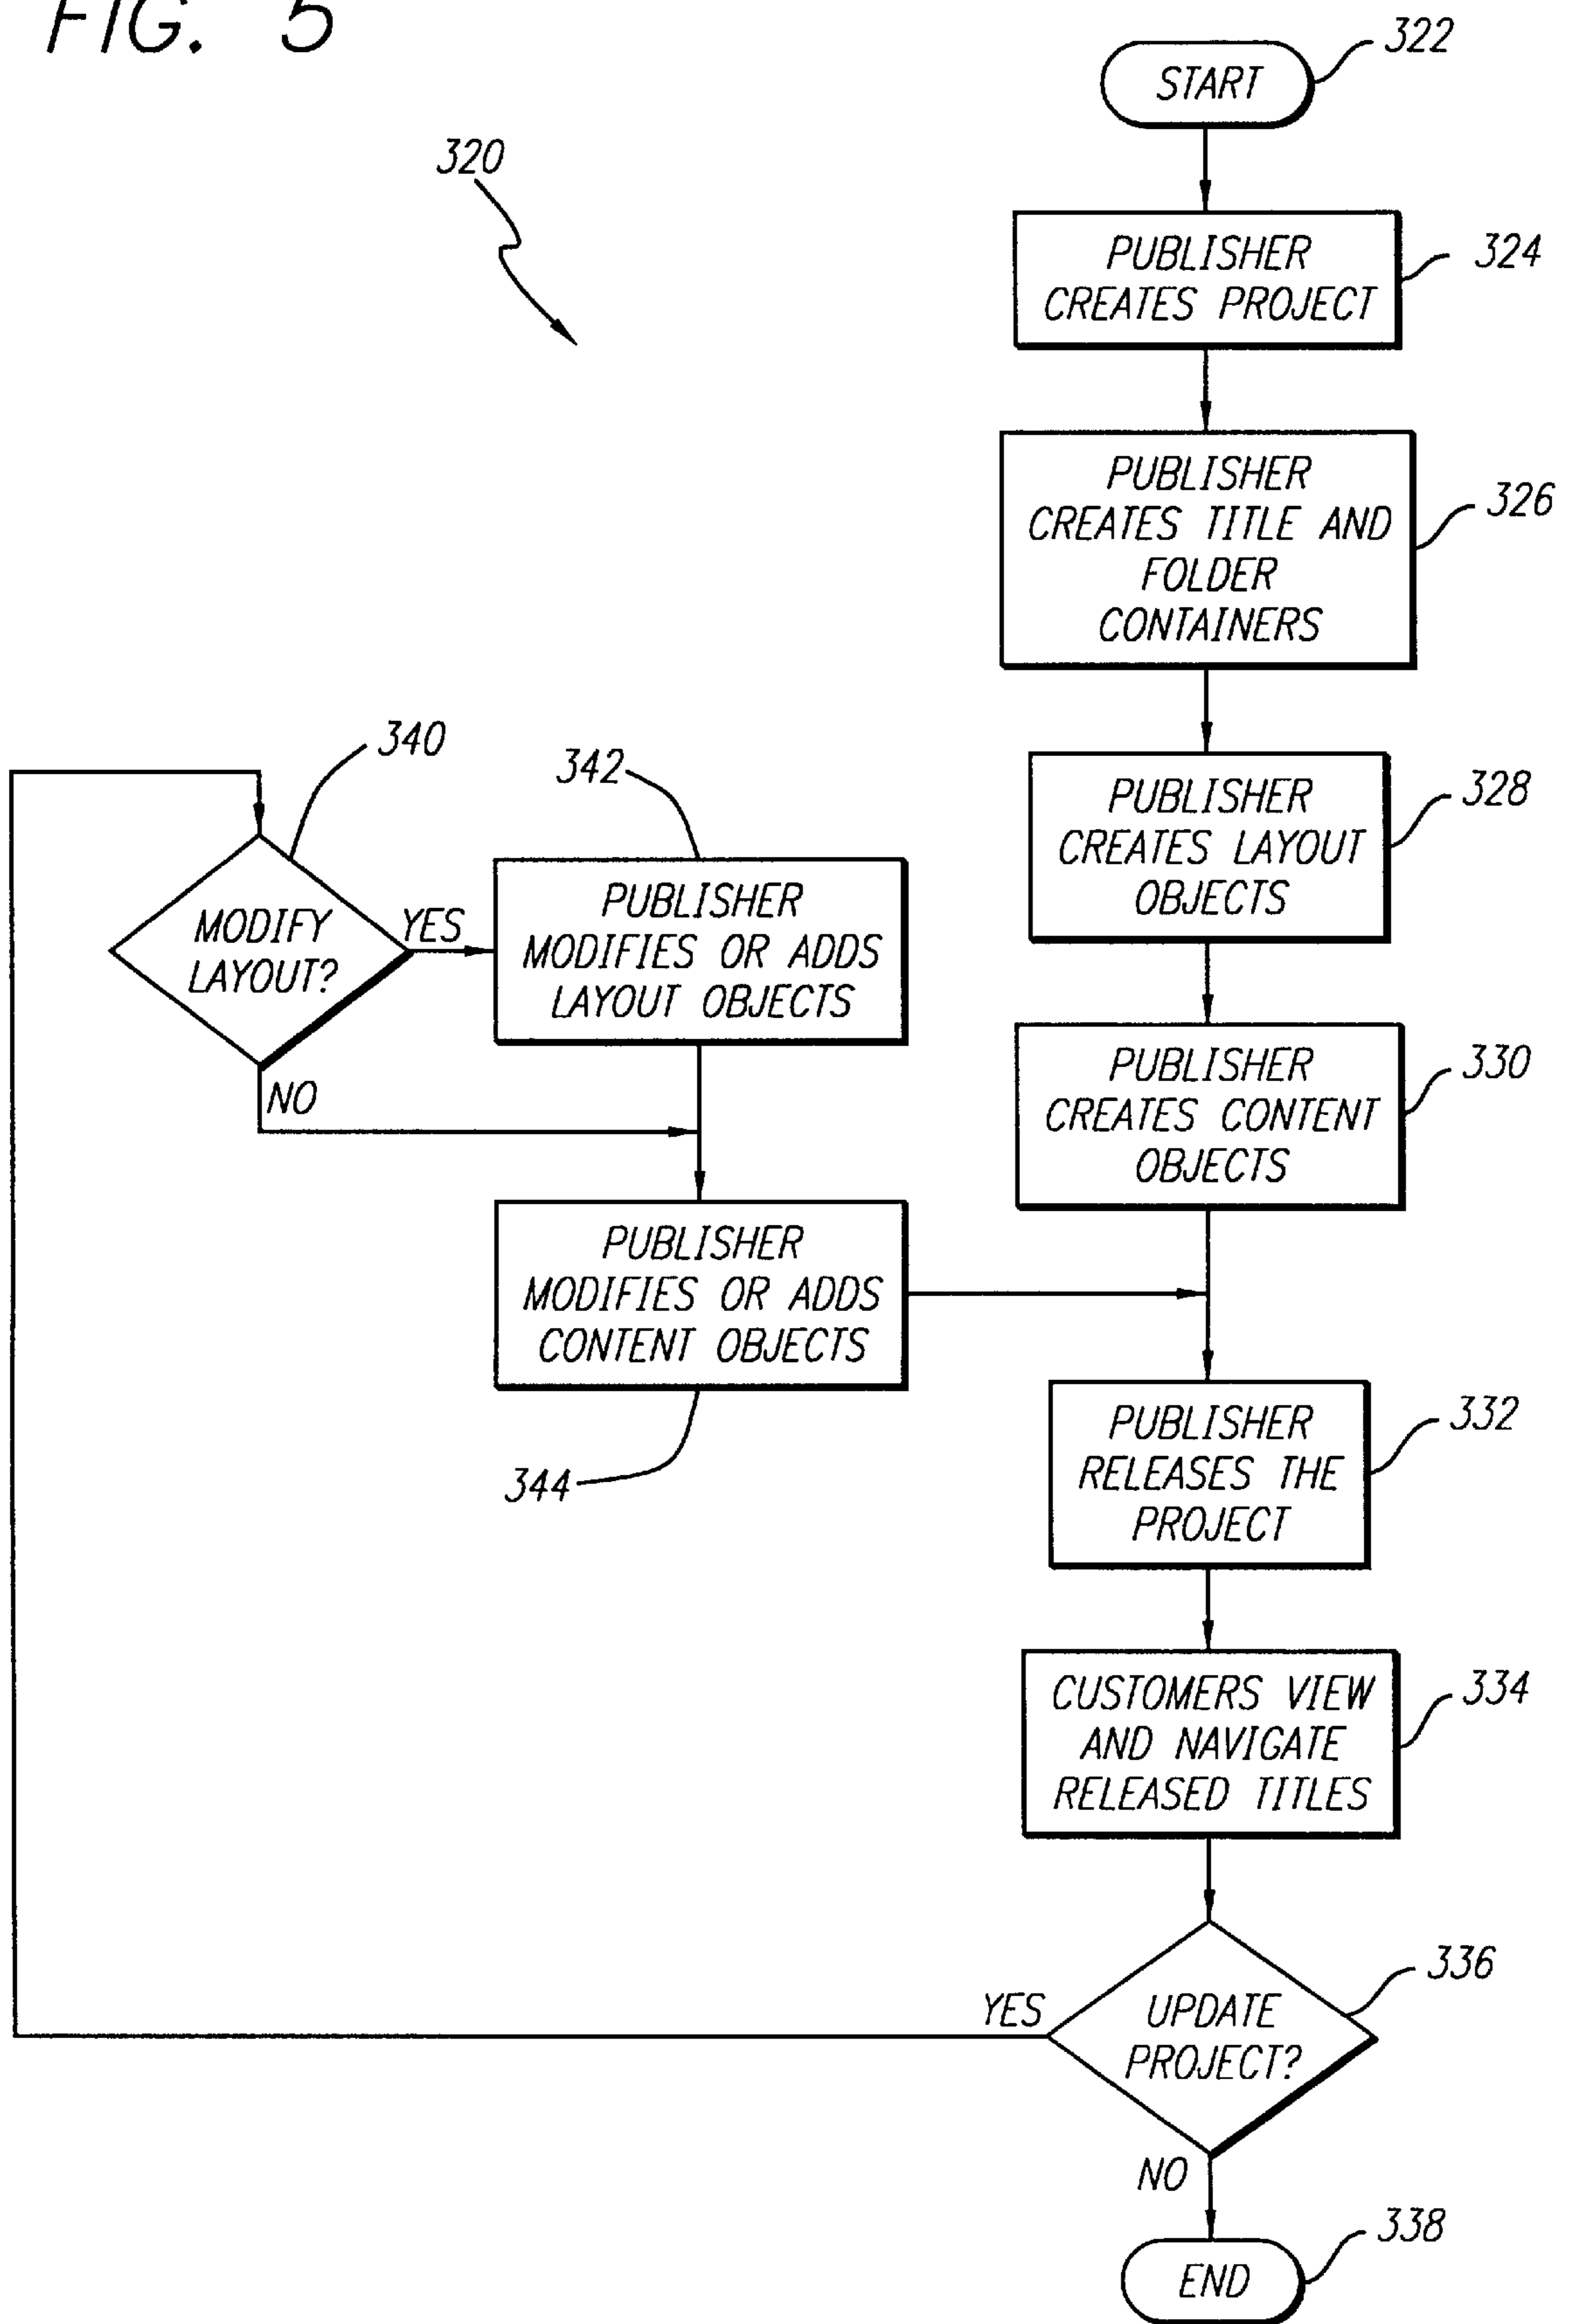 FIG. 5
322
START
320
PUBLISHER
CREATES PROJECT
324
PUBLISHER
CREATES TITLE AND
FOLDER
CONTAINERS
326
PUBLISHER
CREATES LAYOUT
OBJECTS
328
340
MODIFY
LAYOUT?
YES
NO
342
PUBLISHER
MODIFIES OR ADDS
LAYOUT OBJECTS
PUBLISHER
CREATES CONTENT
OBJECTS
330
PUBLISHER
MODIFIES OR ADDS
CONTENT OBJECTS
344
PUBLISHER
RELEASES THE
PROJECT
332
CUSTOMERS VIEW
AND NAVIGATE
RELEASED TITLES
334
336
YES
UPDATE
PROJECT?
NO
338
END